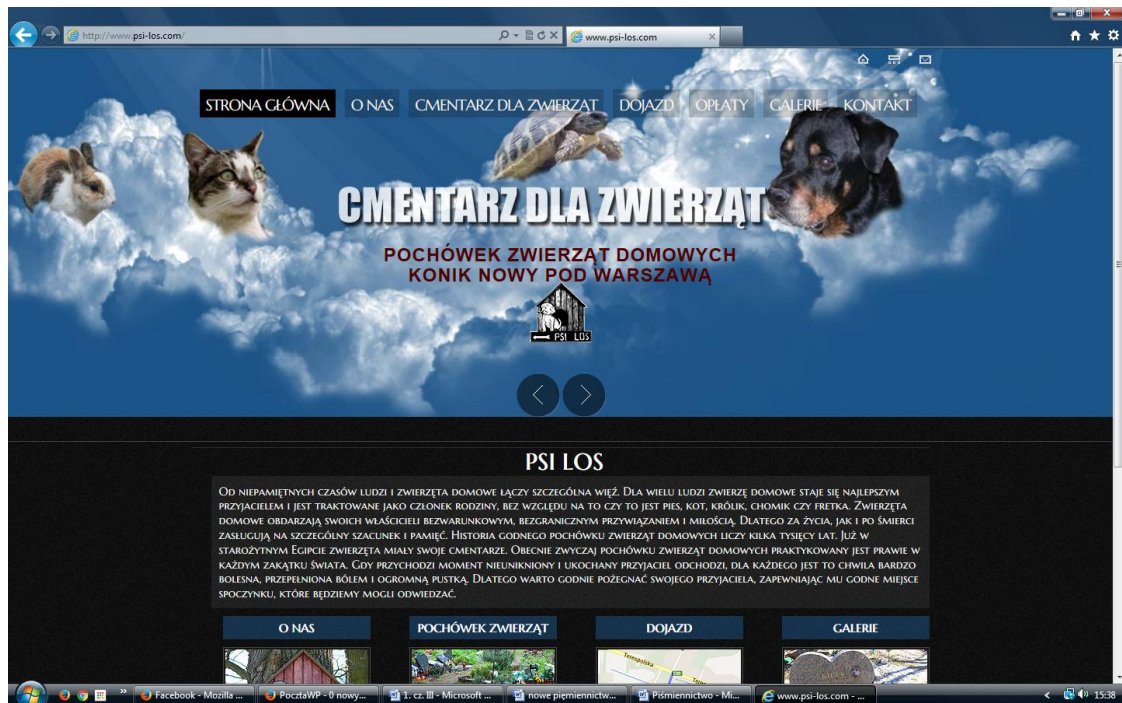 http://www.psi-los.com/
www.psi-los.com
STRONA GŁÓWNA O NAS CMENTARZ DLA ZWIERZĄT DOJAZD OPŁATY GALERIE KONTAKT
CMENTARZ DLA ZWIERZĄT
POCHÓWEK ZWIERZĄT DOMOWYCH
KONIK NOWY POD WARSZAWĄ
PSI LOS
PSI LOS
Od niepamiętnych czasów ludzi i zwierzęta domowe łączy szczególna więź. Dla wielu ludzi zwierzę domowe staje się najlepszym
przyjacielem i jest traktowane jako członek rodziny, bez względu na to czy to jest pies, kot, królik, chomik czy fretka. Zwierzęta
domowe obdarzają swoich właścicieli bezwarunkowym, bezgranicznym przywiązaniem i miłością. Dlatego za życia, jak i po śmierci
zasługują na szczególny szacunek i pamięć. Historia godnego pochówku zwierząt domowych liczy kilka tysięcy lat. Już w
starożytnym Egipcie zwierzęta miały swoje cmentarze. Obecnie zwyczaj pochówku zwierząt domowych praktykowany jest prawie w
każdym zakątku świata. Gdy przychodzi moment nieunikniony i ukochany przyjaciel odchodzi, dla każdego jest to chwila bardzo
bolesna, przepełniona bólem i ogromną pustką. Dlatego warto godnie pożegnać swojego przyjaciela, zapewniając mu godne miejsce
spoczynku, które będziemy mogli odwiedzać.
O NAS POCHÓWEK ZWIERZĄT DOJAZD GALERIE
Terespolska
Facebook - Mozilla ... PocztaWP - 0 nowy... 1. cz. III - Microsoft ... nowe pięmiennictw... Piśmiennictwo - Mi... www.psi-los.com - ... 15:38